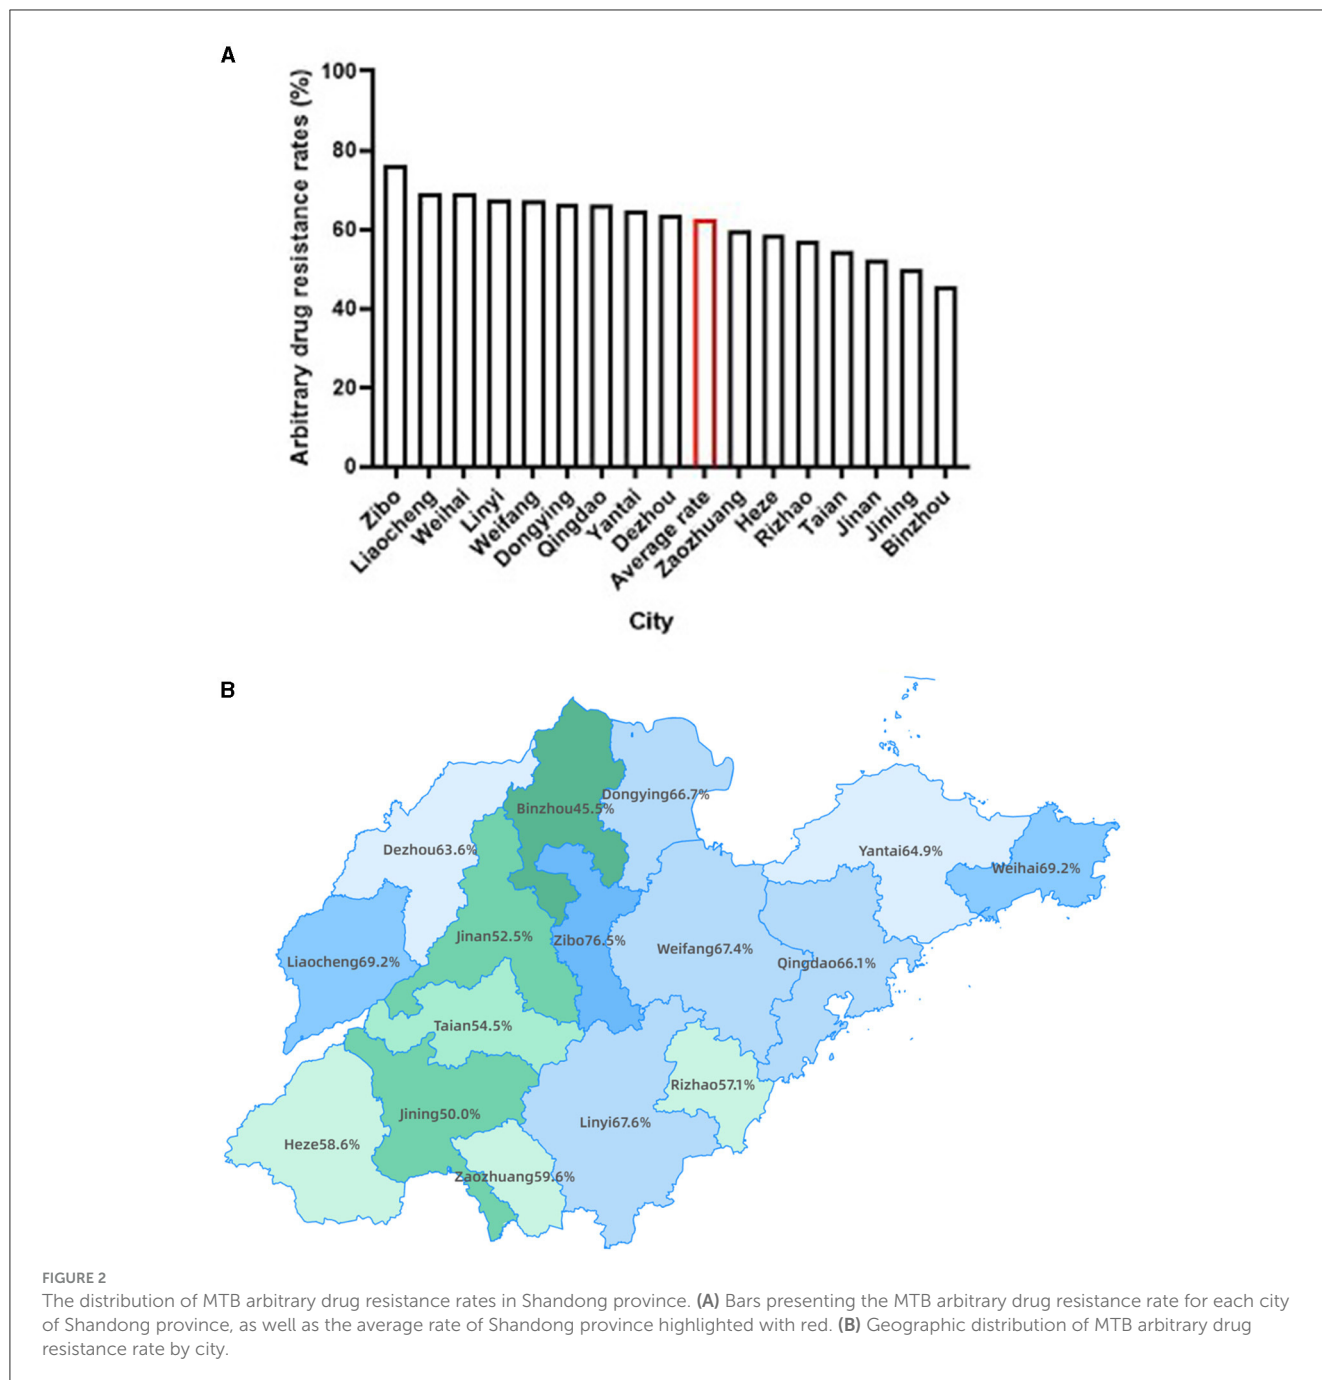 A
Arbitrary drug resistance rates (%)
100
80
60
40
20
0
Zibo
Liaocheng
Weihai
Linyi
Weifang
Dongying
Qingdao
Yantai
Dezhou
Average rate
Zaozhuang
Heze
Rizhao
Taian
Jinan
Jining
Binzhou
City
B
Dongying66.7%
Binzhou45.5%
Dezhou63.6%
Yantai64.9%
Weihai69.2%
Jinan52.5%
Zibo76.5%
Weifang67.4%
Liaocheng69.2%
Qingdao66.1%
Taian54.5%
Rizhao57.1%
Jining50.0%
Linyi67.6%
Heze58.6%
Zaozhuang59.6%
FIGURE 2
The distribution of MTB arbitrary drug resistance rates in Shandong province. (A) Bars presenting the MTB arbitrary drug resistance rate for each city
of Shandong province, as well as the average rate of Shandong province highlighted with red. (B) Geographic distribution of MTB arbitrary drug
resistance rate by city.